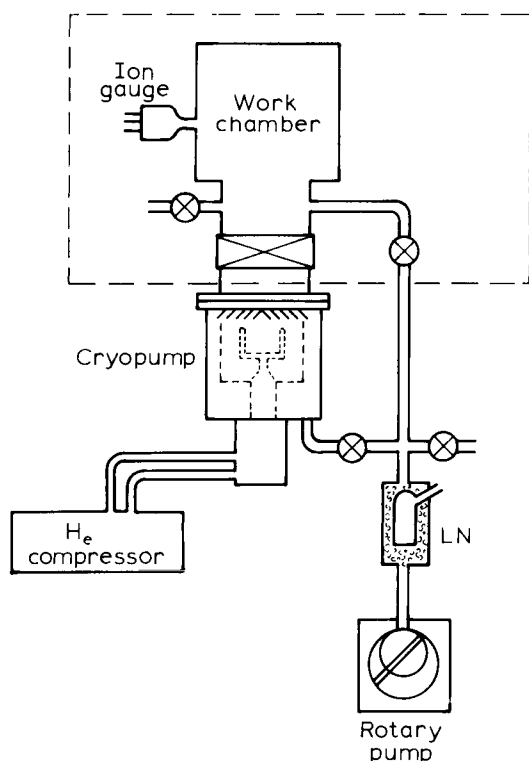 Ion
gauge
Work
chamber
Cryopump
He
compressor
LN
Rotary
pump